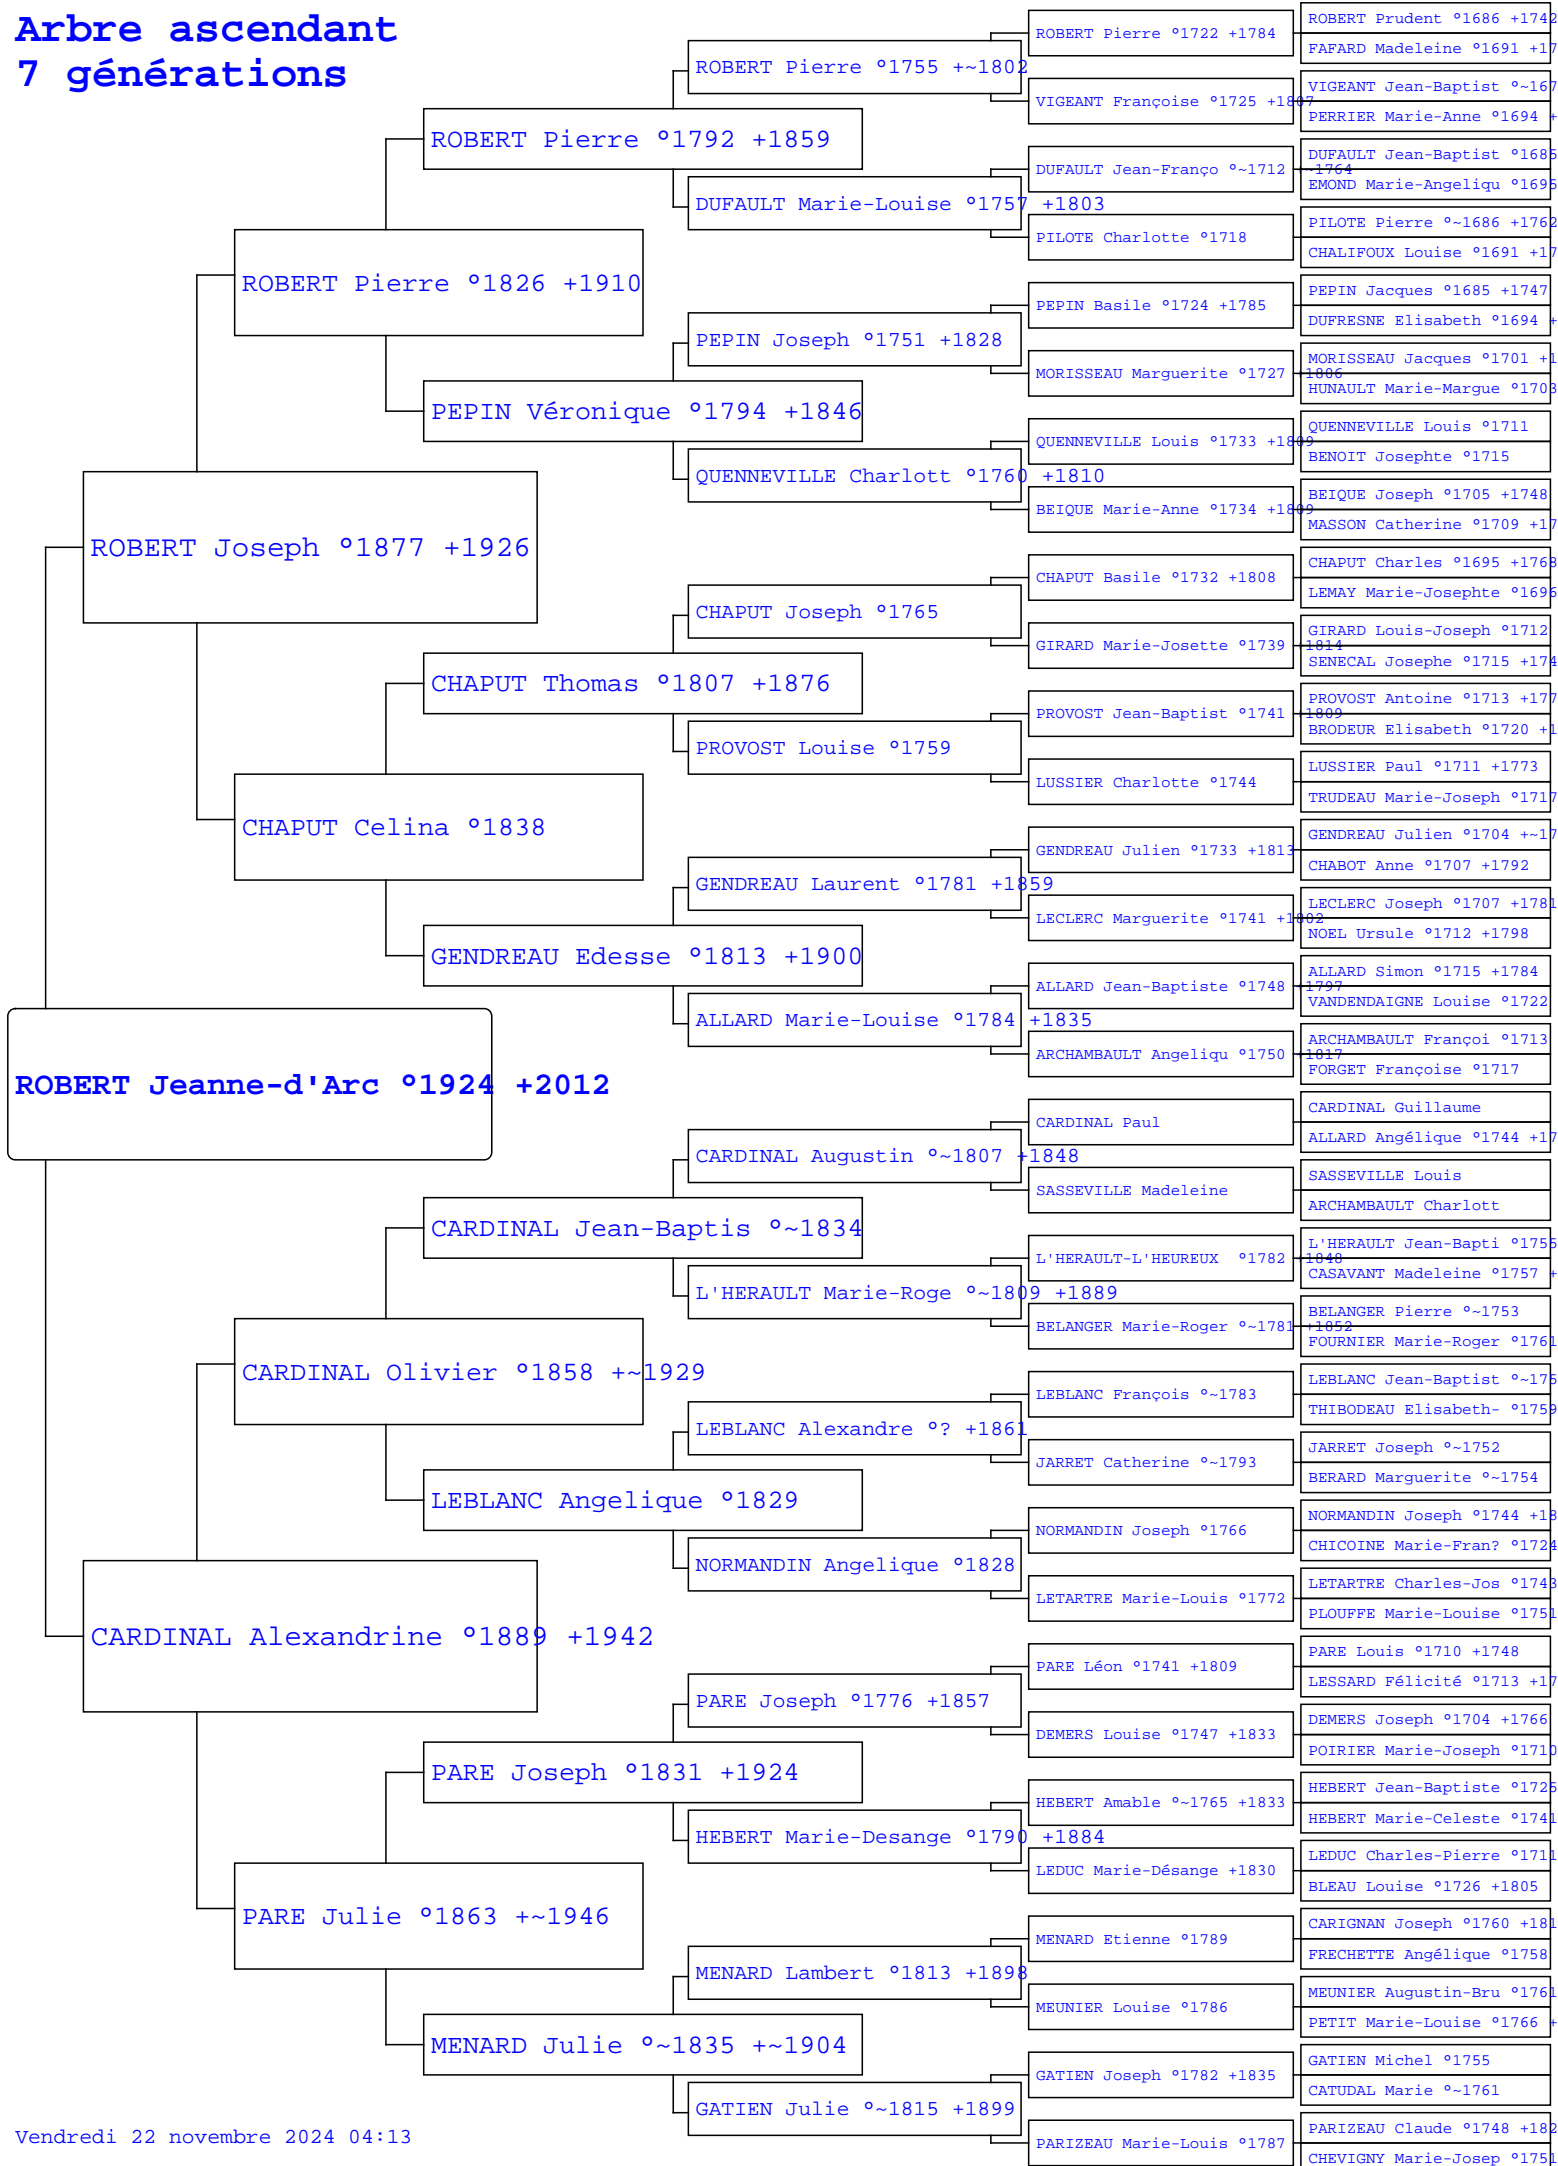 Arbre ascendant
7 générations
ROBERT Jeanne-d'Arc °1924 +2012
ROBERT Joseph °1877 +1926
CARDINAL Alexandrine °1889 +1942
ROBERT Pierre °1826 +1910
CHAPUT Celina °1838
CARDINAL Olivier °1858 +~1929
PARE Julie °1863 +~1946
ROBERT Pierre °1792 +1859
PEPIN Véronique °1794 +1846
CHAPUT Thomas °1807 +1876
GENDREAU Edesse °1813 +1900
CARDINAL Jean-Baptis °~1834
LEBLANC Angelique °1829
PARE Joseph °1831 +1924
MENARD Julie °~1835 +~1904
ROBERT Pierre °1755 +~1802
DUFAULT Marie-Louise °1757 +1803
PEPIN Joseph °1751 +1828
QUENNEVILLE Charlott °1760 +1810
CHAPUT Joseph °1765
PROVOST Louise °1759
GENDREAU Laurent °1781 +1859
ALLARD Marie-Louise °1784 +1835
CARDINAL Augustin °~1807 +1848
L'HERAULT Marie-Roge °~1809 +1889
LEBLANC Alexandre °? +1861
NORMANDIN Angelique °1828
PARE Joseph °1776 +1857
HEBERT Marie-Desange °1790 +1884
MENARD Lambert °1813 +1898
GATIEN Julie °~1815 +1899
ROBERT Pierre °1722 +1784
VIGEANT Françoise °1725 +1807
DUFAULT Jean-Franço °~1712 +~1764
PILOTE Charlotte °1718
PEPIN Basile °1724 +1785
MORISSEAU Marguerite °1727 +1806
QUENNEVILLE Louis °1733 +1809
BEIQUE Marie-Anne °1734 +1809
CHAPUT Basile °1732 +1808
GIRARD Marie-Josette °1739 +1814
PROVOST Jean-Baptist °1741 +1809
LUSSIER Charlotte °1744
GENDREAU Julien °1733 +1813
LECLERC Marguerite °1741 +1802
ALLARD Jean-Baptiste °1748 +1797
ARCHAMBAULT Angeliqu °1750 +1817
CARDINAL Paul
SASSEVILLE Madeleine
L'HERAULT-L'HEUREUX  °1782 +1848
BELANGER Marie-Roger °~1781 +1852
LEBLANC François °~1783
JARRET Catherine °~1793
NORMANDIN Joseph °1766
LETARTRE Marie-Louis °1772
PARE Léon °1741 +1809
DEMERS Louise °1747 +1833
HEBERT Amable °~1765 +1833
LEDUC Marie-Désange +1830
MENARD Etienne °1789
MEUNIER Louise °1786
GATIEN Joseph °1782 +1835
PARIZEAU Marie-Louis °1787
ROBERT Prudent °1686 +1742
FAFARD Madeleine °1691 +17
VIGEANT Jean-Baptist °~167
PERRIER Marie-Anne °1694 +
DUFAULT Jean-Baptist °1685
EMOND Marie-Angeliqu °1695
PILOTE Pierre °~1686 +1762
CHALIFOUX Louise °1691 +17
PEPIN Jacques °1685 +1747
DUFRESNE Elisabeth °1694 +
MORISSEAU Jacques °1701 +1
HUNAULT Marie-Margue °1703
QUENNEVILLE Louis °1711
BENOIT Josephte °1715
BEIQUE Joseph °1705 +1748
MASSON Catherine °1709 +17
CHAPUT Charles °1695 +1768
LEMAY Marie-Josephte °1696
GIRARD Louis-Joseph °1712
SENECAL Josephe °1715 +174
PROVOST Antoine °1713 +177
BRODEUR Elisabeth °1720 +1
LUSSIER Paul °1711 +1773
TRUDEAU Marie-Joseph °1717
GENDREAU Julien °1704 +~17
CHABOT Anne °1707 +1792
LECLERC Joseph °1707 +1781
NOEL Ursule °1712 +1798
ALLARD Simon °1715 +1784
VANDENDAIGNE Louise °1722
ARCHAMBAULT Françoi °1713
FORGET Françoise °1717
CARDINAL Guillaume
ALLARD Angélique °1744 +17
SASSEVILLE Louis
ARCHAMBAULT Charlott
L'HERAULT Jean-Bapti °1755
CASAVANT Madeleine °1757 +
BELANGER Pierre °~1753
FOURNIER Marie-Roger °1761
LEBLANC Jean-Baptist °~175
THIBODEAU Elisabeth- °1759
JARRET Joseph °~1752
BERARD Marguerite °~1754
NORMANDIN Joseph °1744 +18
CHICOINE Marie-Fran? °1724
LETARTRE Charles-Jos °1743
PLOUFFE Marie-Louise °1751
PARE Louis °1710 +1748
LESSARD Félicité °1713 +17
DEMERS Joseph °1704 +1766
POIRIER Marie-Joseph °1710
HEBERT Jean-Baptiste °1725
HEBERT Marie-Celeste °1741
LEDUC Charles-Pierre °1711
BLEAU Louise °1726 +1805
CARIGNAN Joseph °1760 +181
FRECHETTE Angélique °1758
MEUNIER Augustin-Bru °1761
PETIT Marie-Louise °1766 +
GATIEN Michel °1755
CATUDAL Marie °~1761
PARIZEAU Claude °1748 +182
CHEVIGNY Marie-Josep °1751
Vendredi 22 novembre 2024 04:13